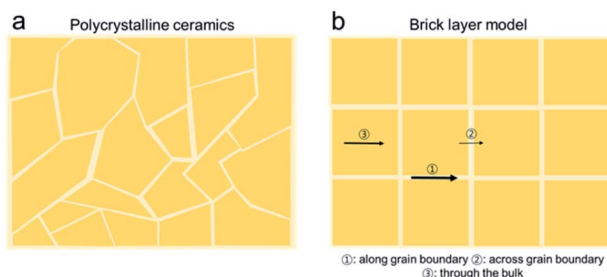 a
Polycrystalline ceramics
b
Brick layer model
③
②
①
①: along grain boundary ②: across grain boundary
③: through the bulk